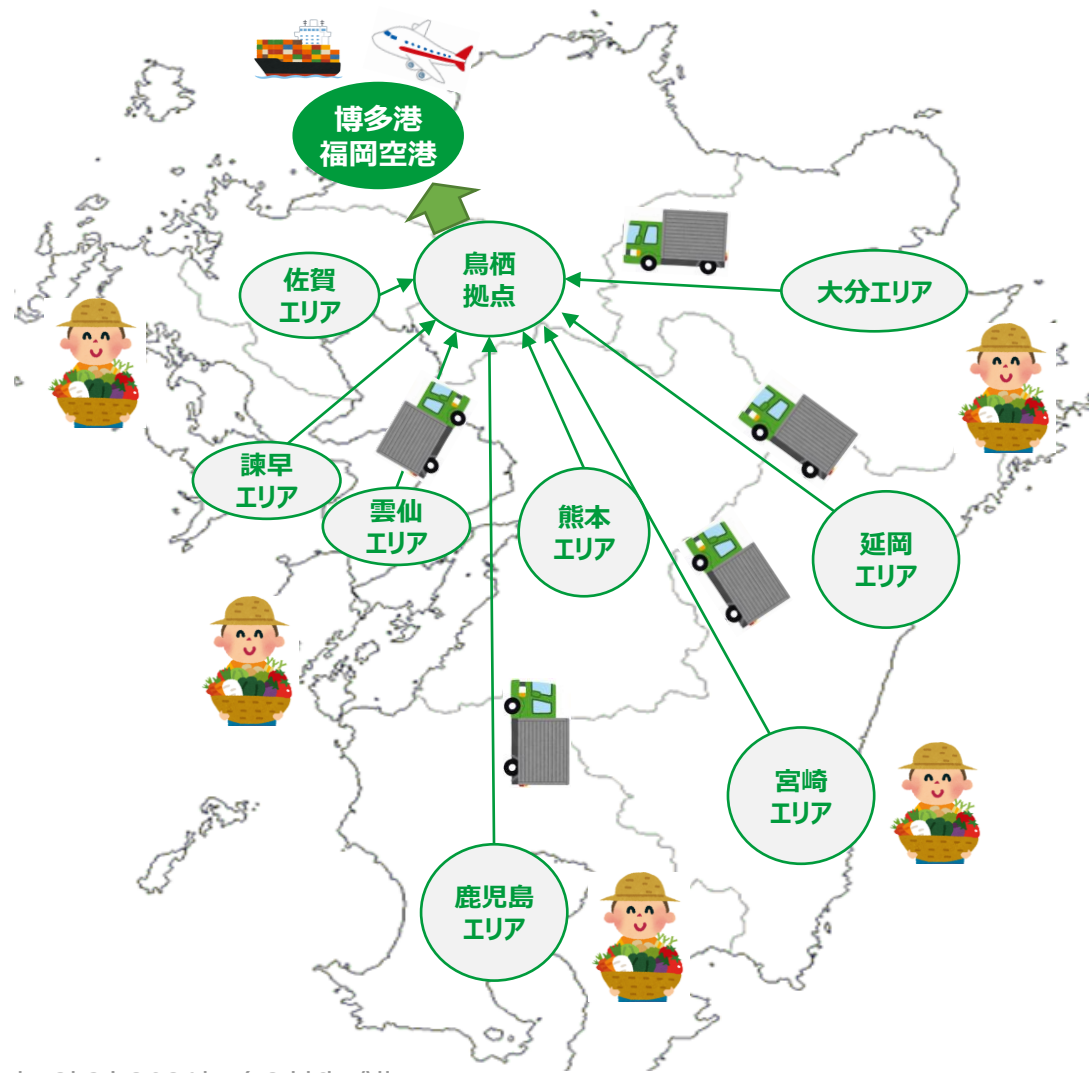 博多港
福岡空港
鳥栖
拠点
佐賀
エリア
大分エリア
諫早
エリア
雲仙
エリア
熊本
エリア
延岡
エリア
宮崎
エリア
鹿児島
エリア